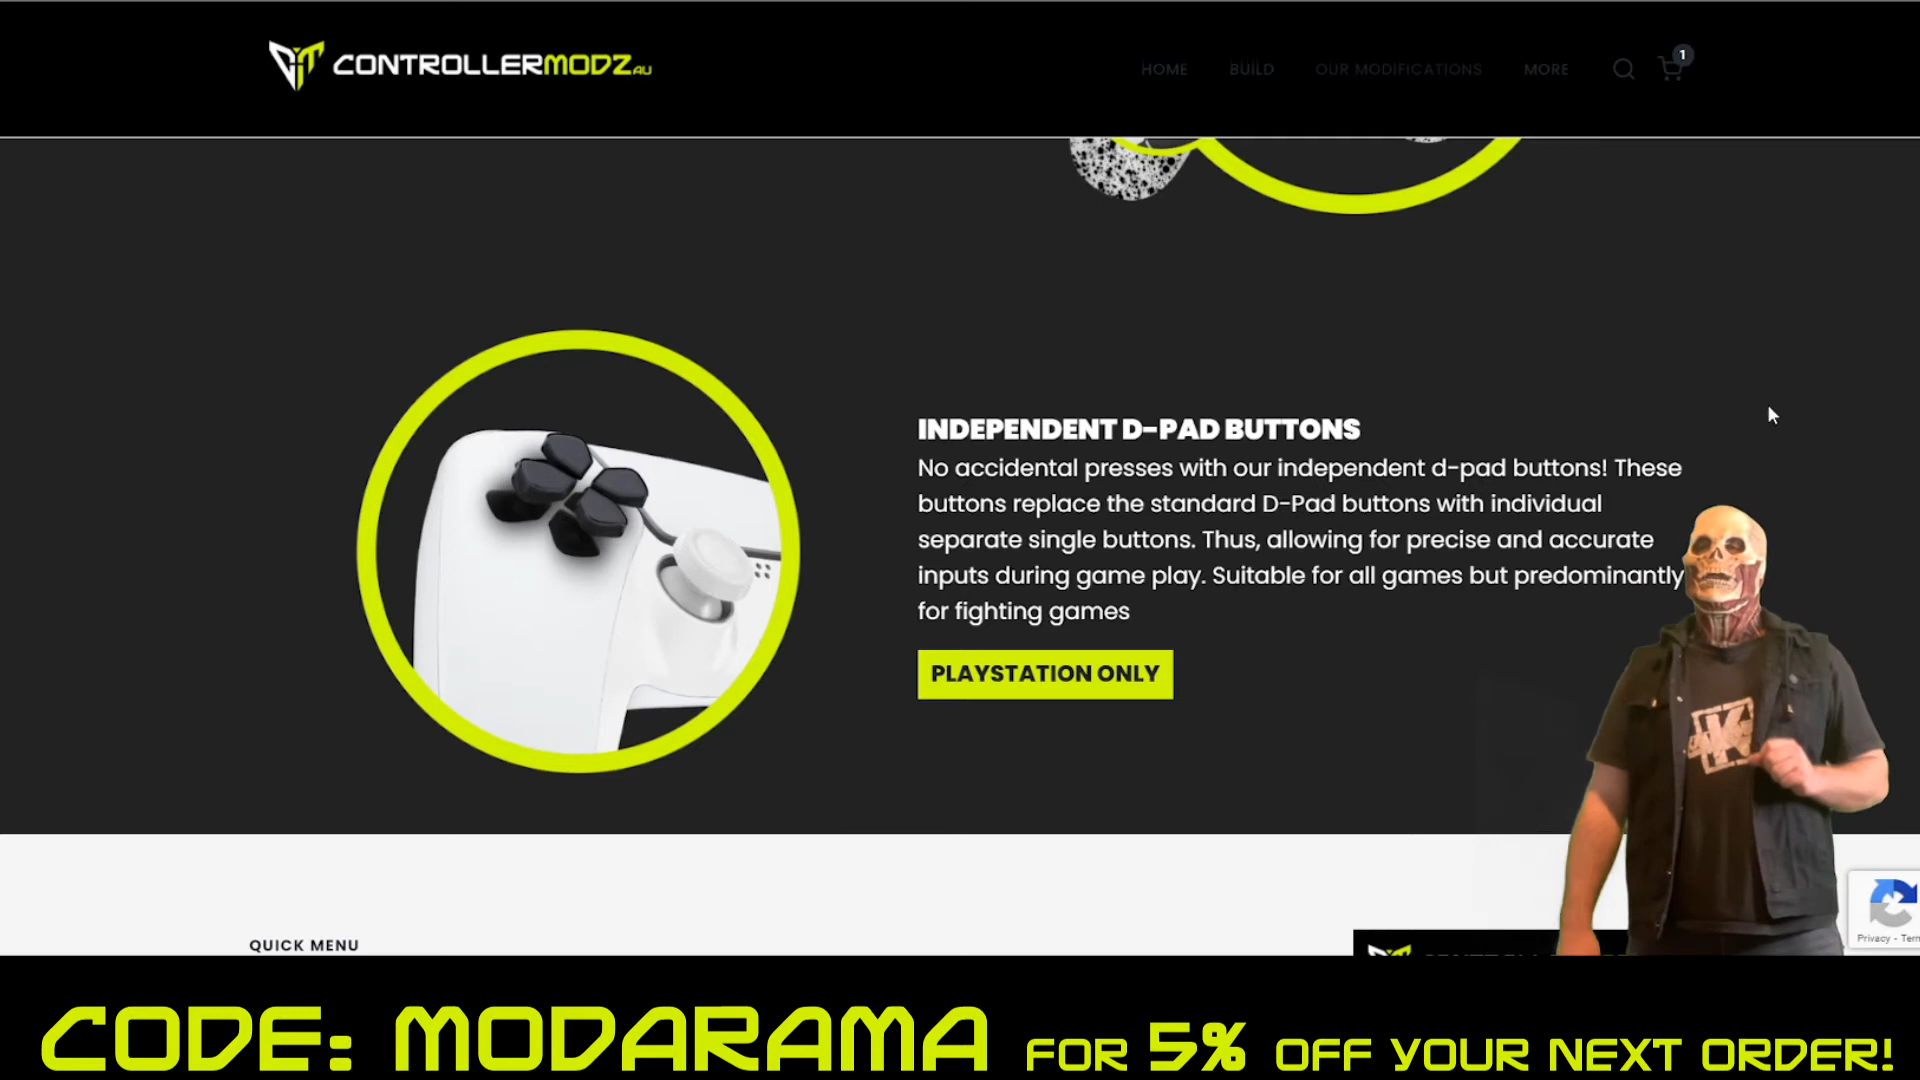 CONTROLLERMODZ AU
HOME BUILD OUR MODIFICATIONS MORE 1
INDEPENDENT D-PAD BUTTONS
No accidental presses with our independent d-pad buttons! These
buttons replace the standard D-Pad buttons with individual
separate single buttons. Thus, allowing for precise and accurate
inputs during game play. Suitable for all games but predominantly
for fighting games
PLAYSTATION ONLY
QUICK MENU
Privacy - Term
CODE: MODARAMA FOR 5% OFF YOUR NEXT ORDER!